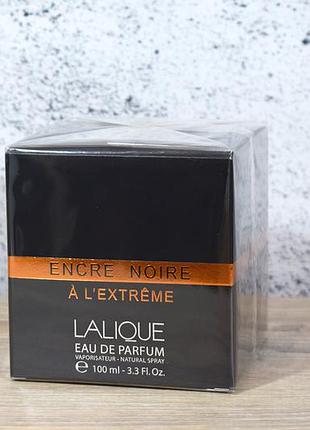 ENCRE NOIRE
À L'EXTRÊME
LALIQUE
EAU DE PARFUM
VAPORISATEUR - NATURAL SPRAY
℮ 100 ml - 3.3 Fl. Oz.